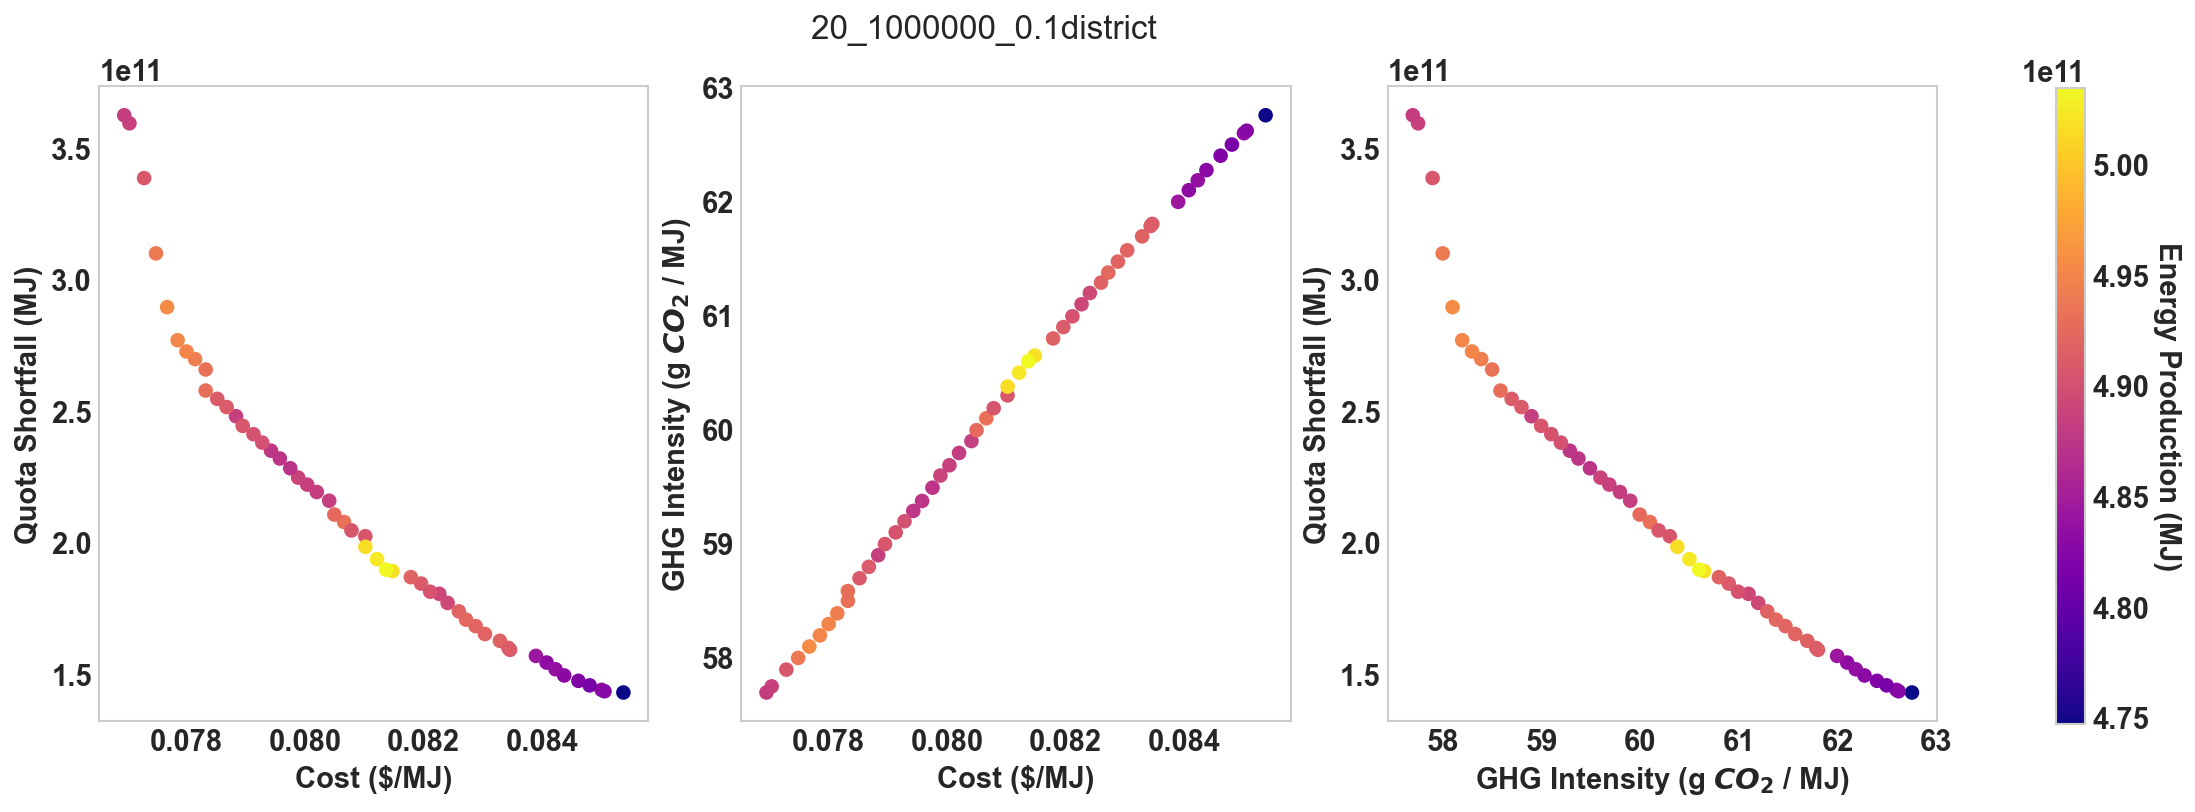 20_1000000_0.1district
1e11
3.5
3.0
2.5
2.0
1.5
Quota Shortfall (MJ)
0.078 0.080 0.082 0.084
Cost ($/MJ)
63
62
61
60
59
58
GHG Intensity (g CO₂ / MJ)
0.078 0.080 0.082 0.084
Cost ($/MJ)
1e11
3.5
3.0
2.5
2.0
1.5
Quota Shortfall (MJ)
58 59 60 61 62 63
GHG Intensity (g CO₂ / MJ)
1e11
5.00
4.95
4.90
4.85
4.80
4.75
Energy Production (MJ)